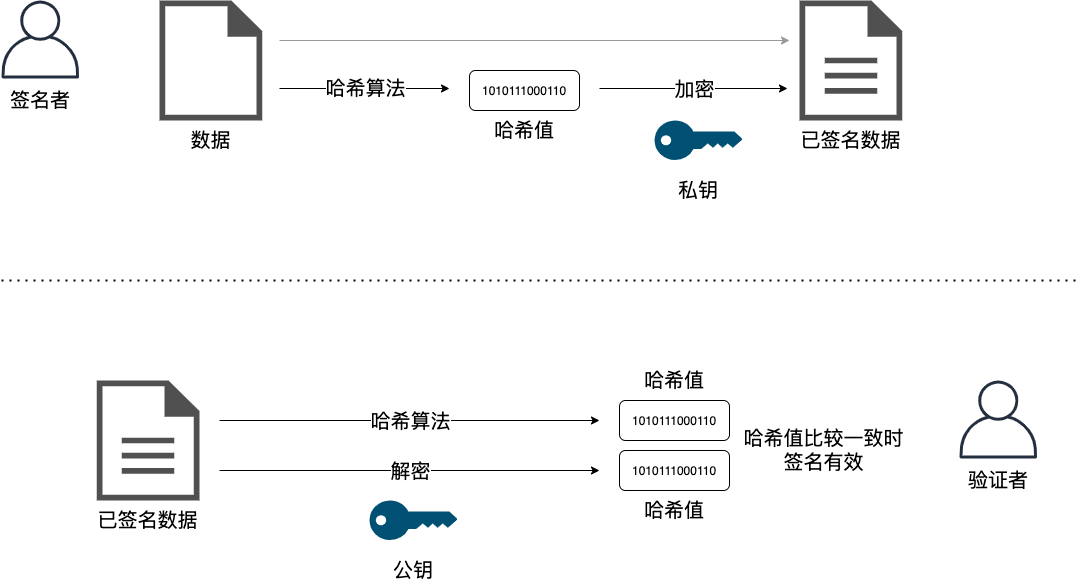 签名者
数据
哈希算法
1010111000110
哈希值
加密
私钥
已签名数据
已签名数据
哈希算法
解密
公钥
哈希值
1010111000110
1010111000110
哈希值
哈希值比较一致时
签名有效
验证者